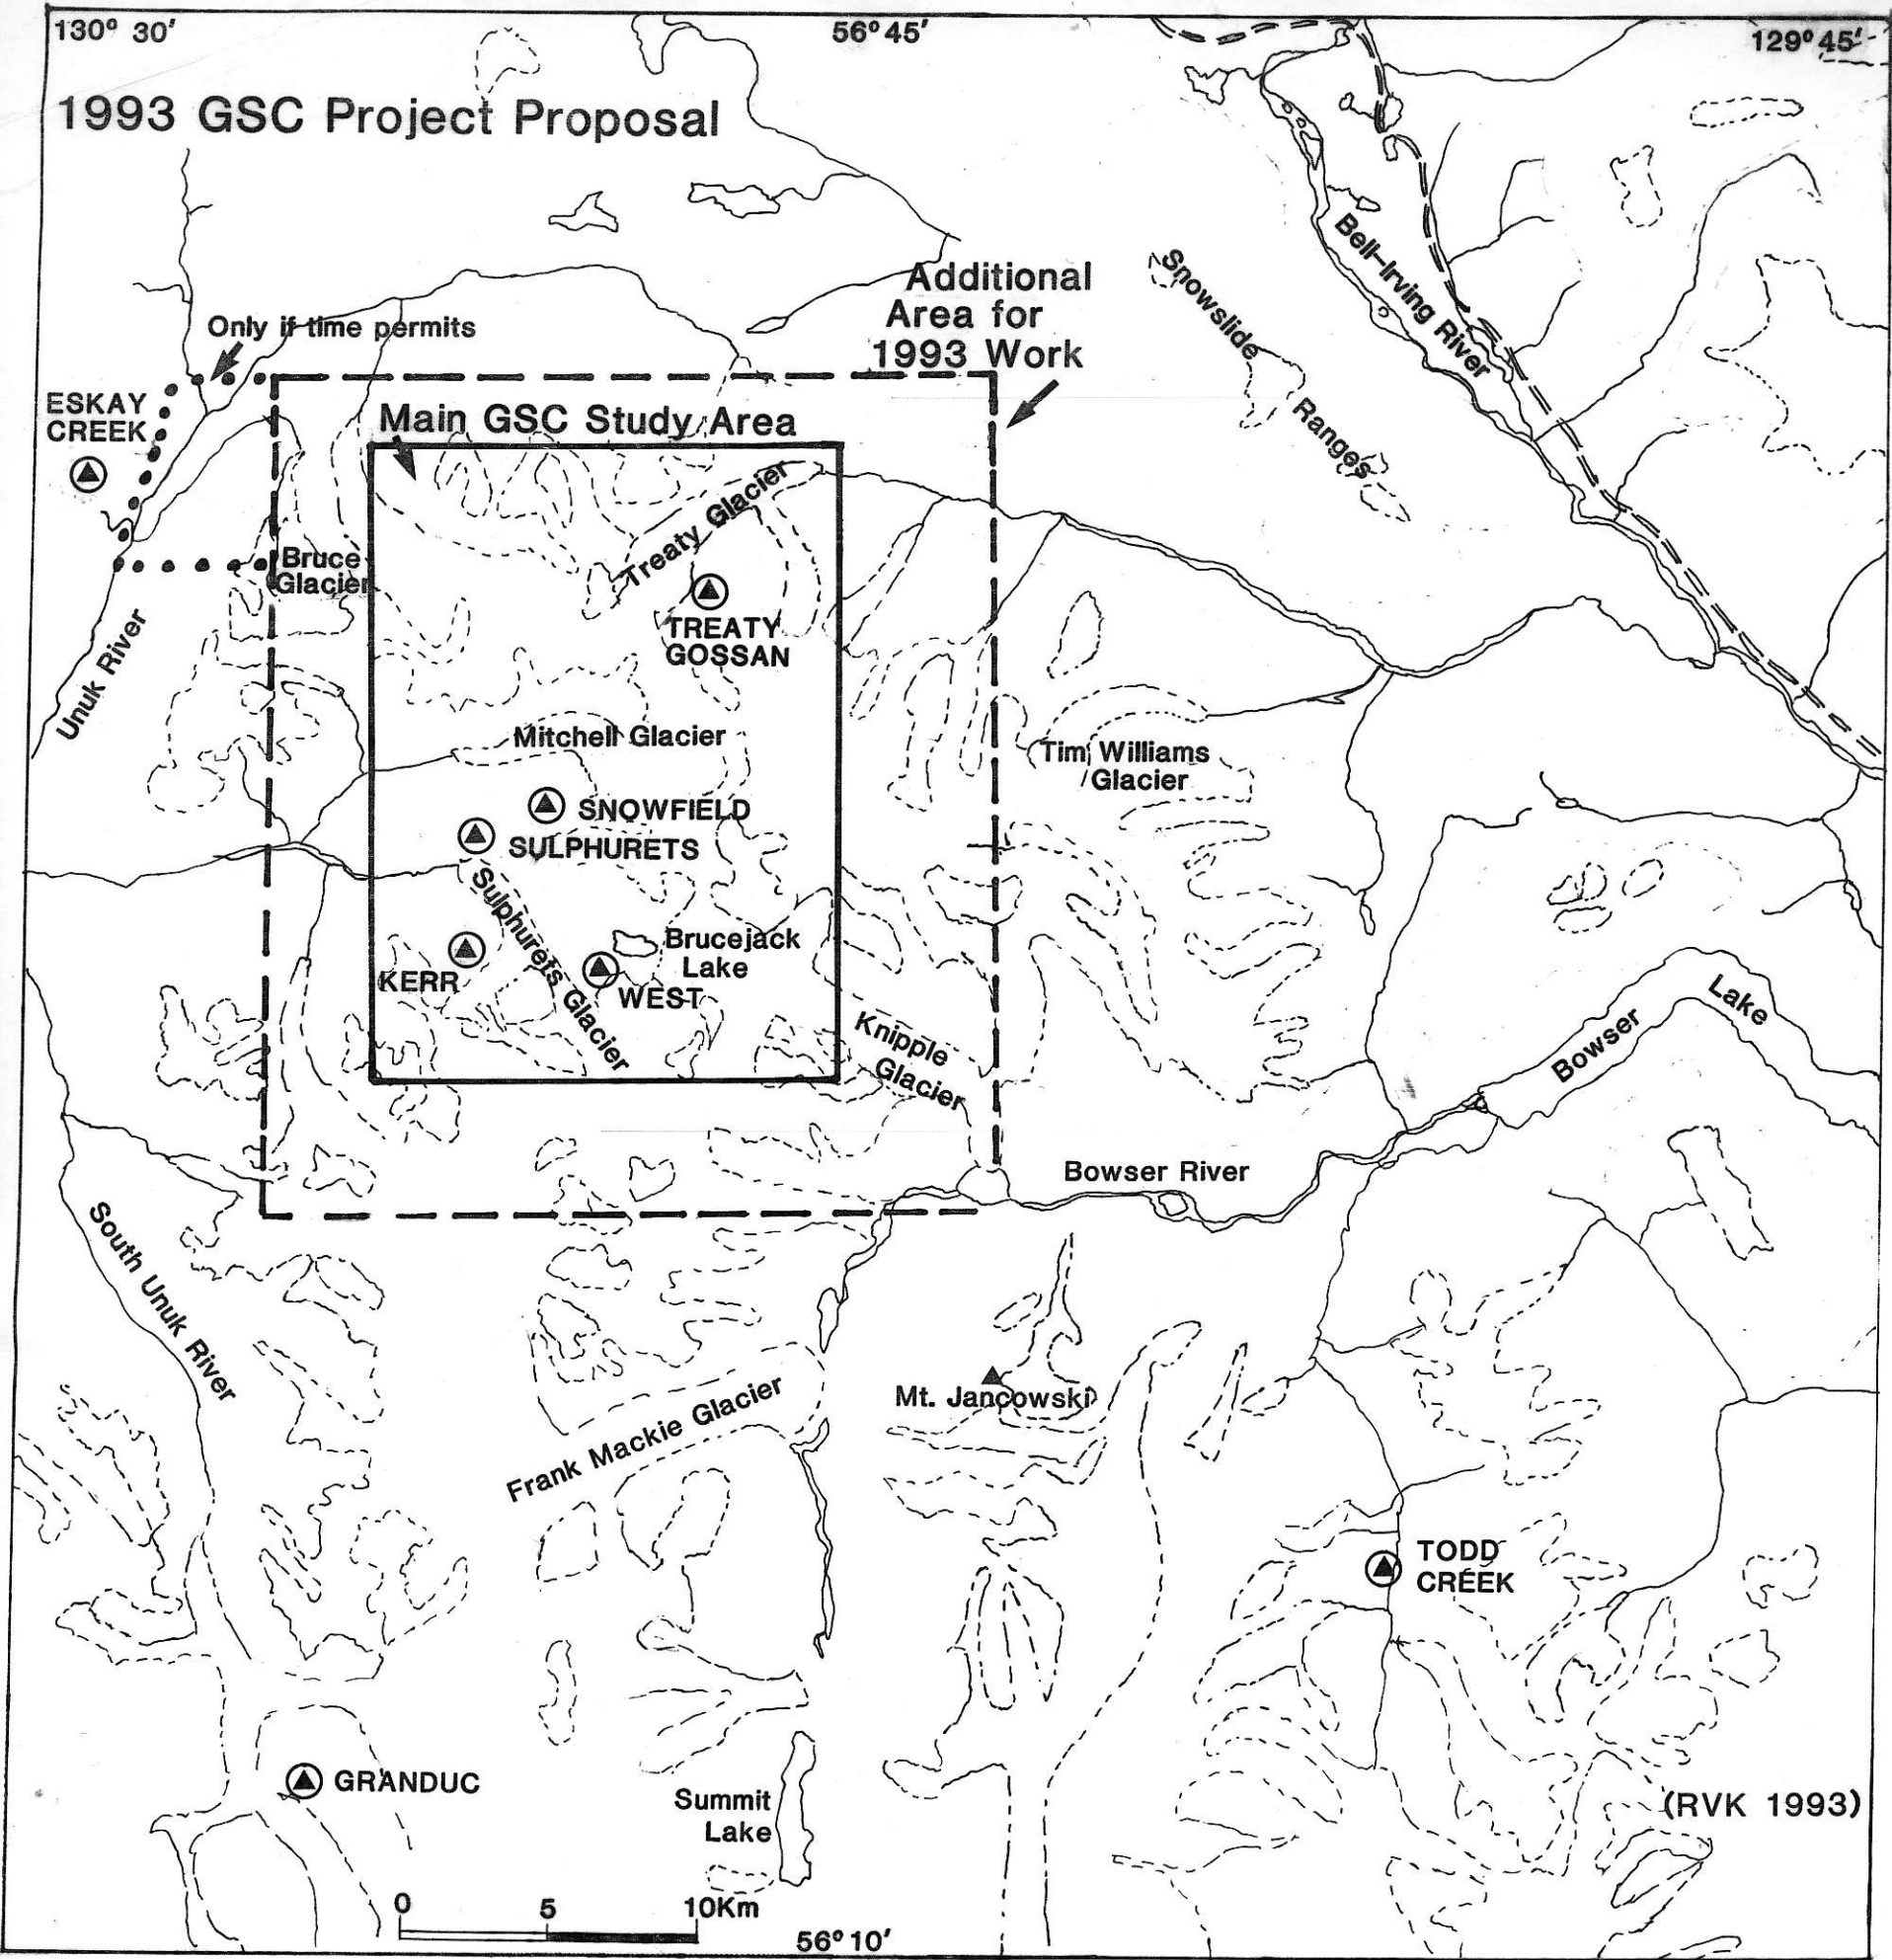 130° 30'
56° 45'
129° 45'
1993 GSC Project Proposal
Bell-Irving River
Snowslide
Ranges
Additional
Area for
1993 Work
Only if time permits
ESKAY
CREEK
Main GSC Study Area
Treaty Glacier
Bruce
Glacier
TREATY
GOSSAN
Unuk River
Mitchell Glacier
Tim Williams
Glacier
SNOWFIELD
SULPHURETS
Sulphurets Glacier
Brucejack
Lake
KERR
WEST
Knipple
Glacier
Bowser
Lake
Bowser River
South Unuk River
Mt. Jancowski
Frank Mackie Glacier
TODD
CREEK
GRANDUC
Summit
Lake
(RVK 1993)
0 5 10Km
56° 10'